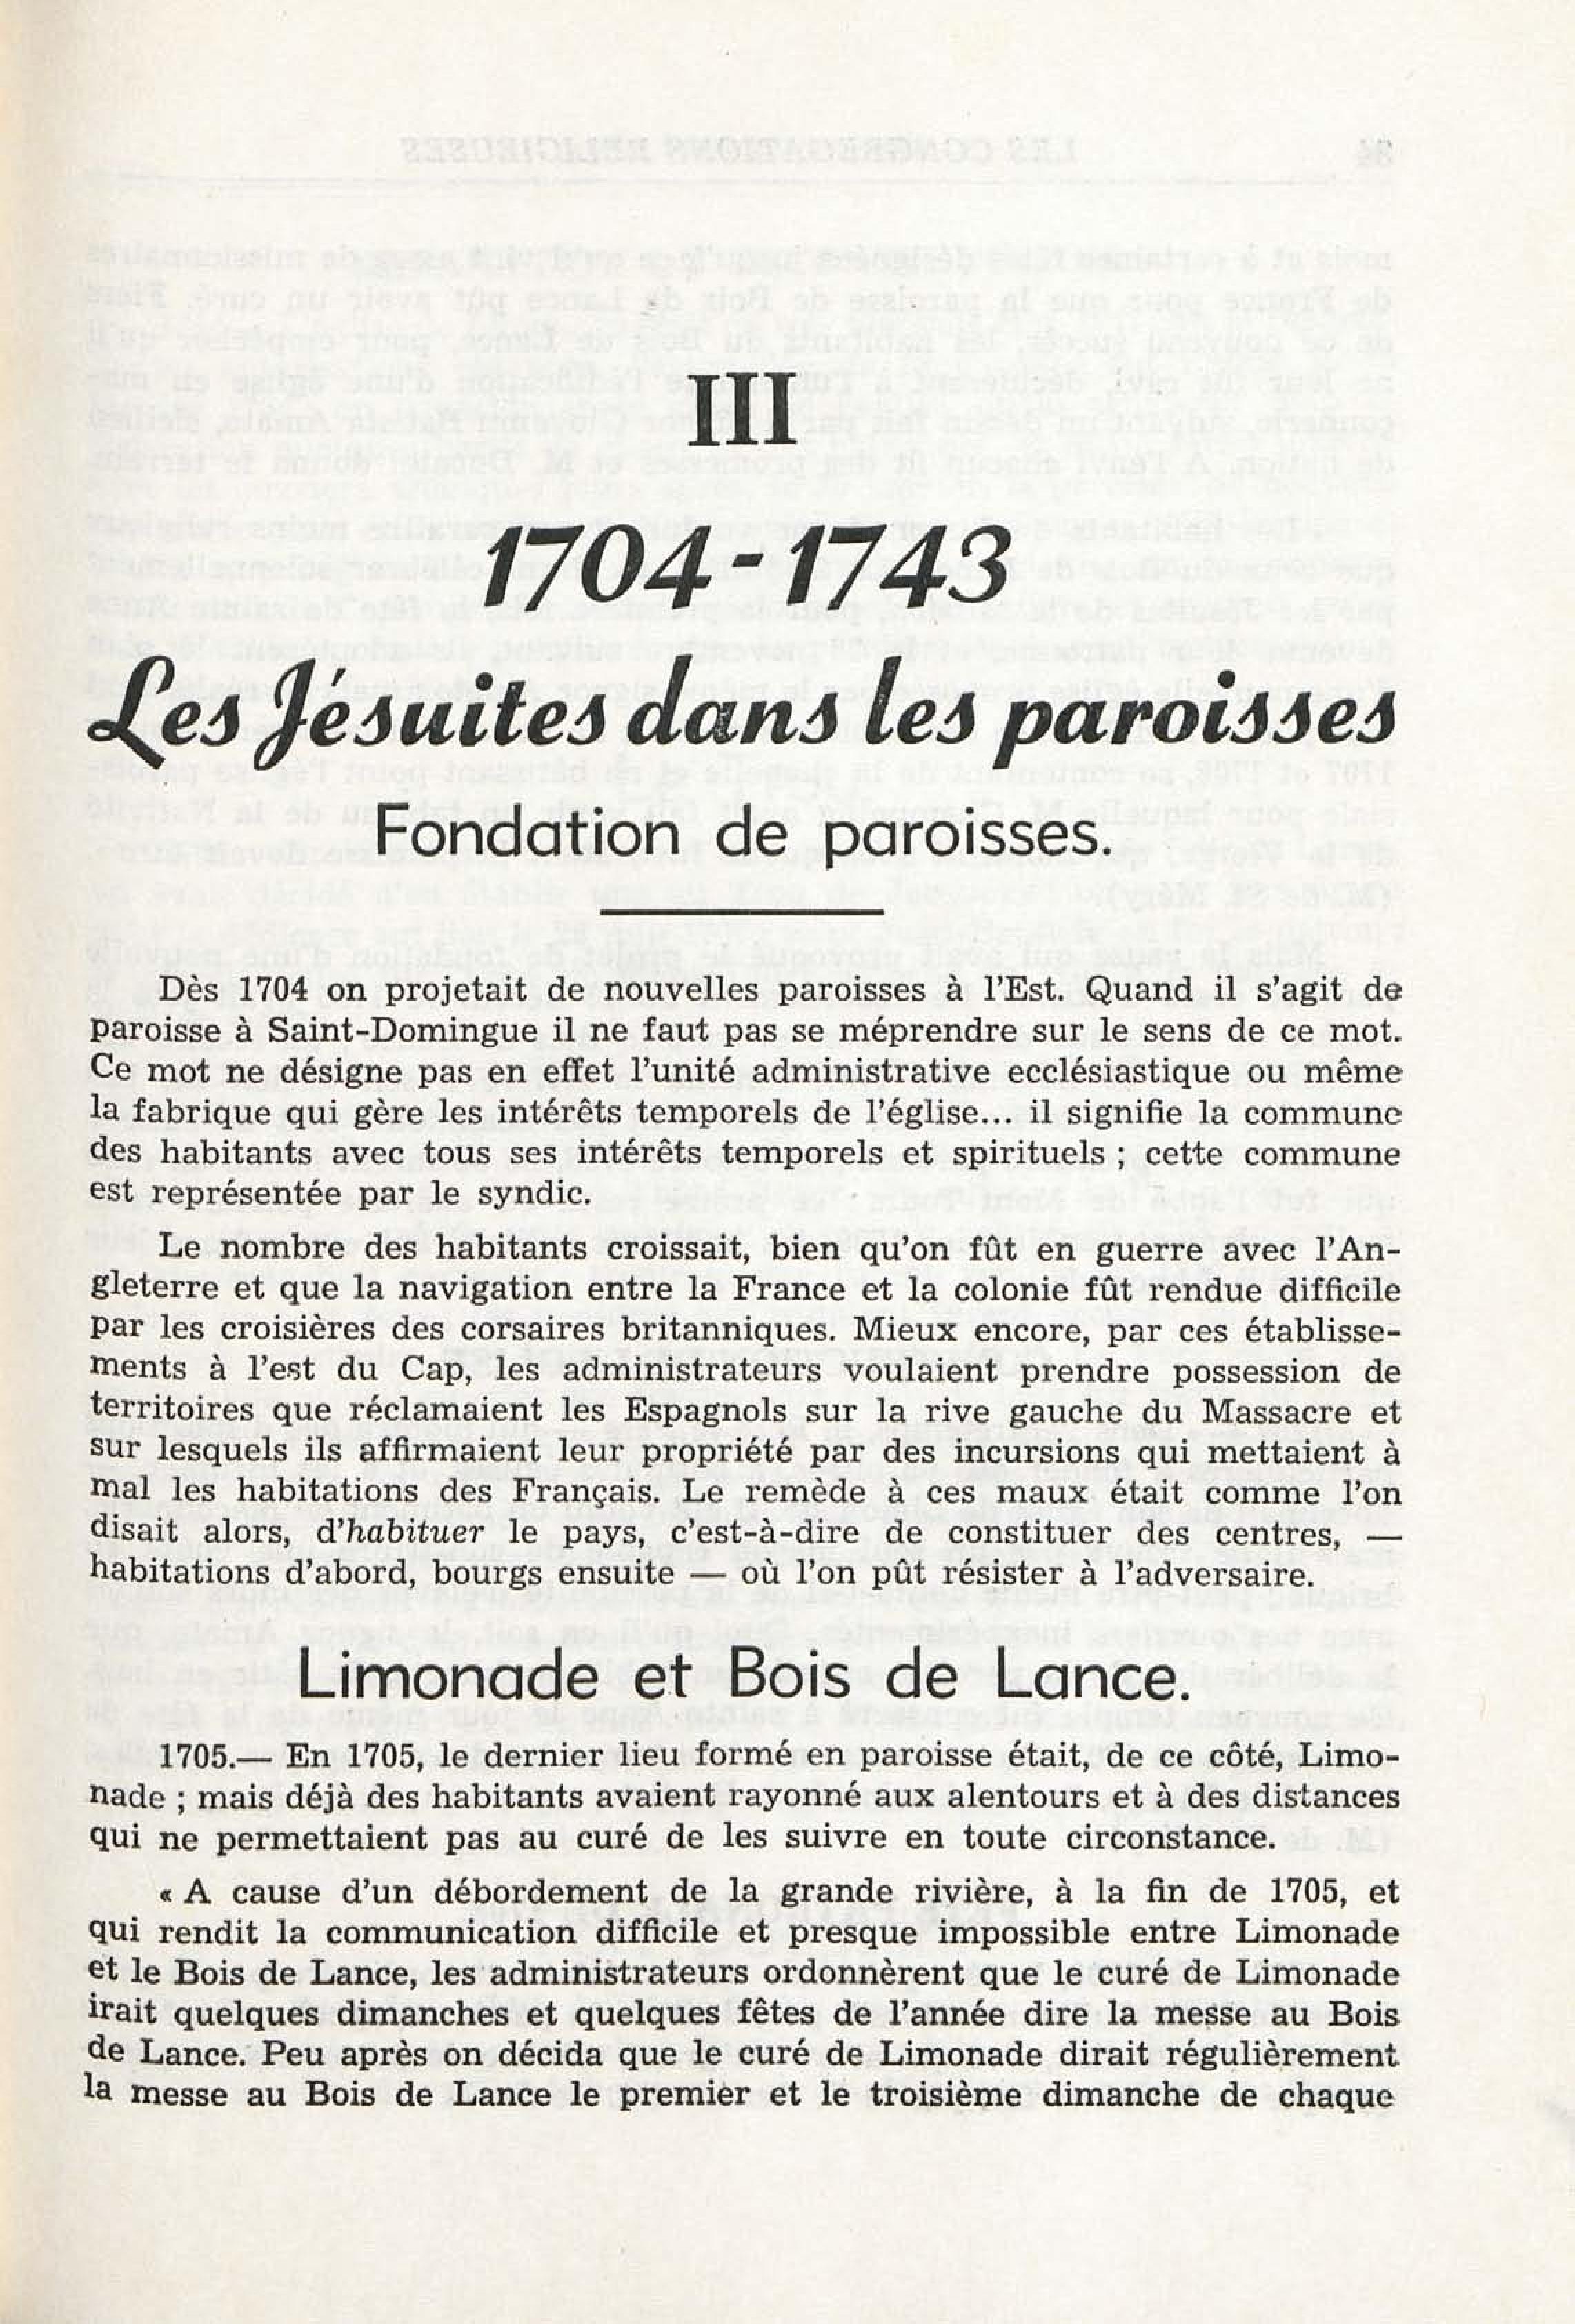 III
1704-1743
Les Jésuites dans les paroisses
Fondation de paroisses.
Dès 1704 on projetait de nouvelles paroisses à l'Est. Quand il s'agit de
paroisse à Saint-Domingue il ne faut pas se méprendre sur le sens de ce mot.
Ce mot ne désigne pas en effet l'unité administrative ecclésiastique ou même
la fabrique qui gère les intérêts temporels de l'église... il signifie la commune
des habitants avec tous ses intérêts temporels et spirituels ; cette commune
est représentée par le syndic.
Le nombre des habitants croissait, bien qu'on fût en guerre avec l'An-
gleterre et que la navigation entre la France et la colonie fût rendue difficile
par les croisières des corsaires britanniques. Mieux encore, par ces établisse-
ments à l'est du Cap, les administrateurs voulaient prendre possession de
territoires que réclamaient les Espagnols sur la rive gauche du Massacre et
sur lesquels ils affirmaient leur propriété par des incursions qui mettaient à
mal les habitations des Français. Le remède à ces maux était comme l'on
disait alors, d'habituer le pays, c'est-à-dire de constituer des centres, —
habitations d'abord, bourgs ensuite — où l'on pût résister à l'adversaire.
Limonade et Bois de Lance.
1705.— En 1705, le dernier lieu formé en paroisse était, de ce côté, Limo-
nade ; mais déjà des habitants avaient rayonné aux alentours et à des distances
qui ne permettaient pas au curé de les suivre en toute circonstance.
« A cause d'un débordement de la grande rivière, à la fin de 1705, et
qui rendit la communication difficile et presque impossible entre Limonade
et le Bois de Lance, les administrateurs ordonnèrent que le curé de Limonade
irait quelques dimanches et quelques fêtes de l'année dire la messe au Bois
de Lance. Peu après on décida que le curé de Limonade dirait régulièrement
la messe au Bois de Lance le premier et le troisième dimanche de chaque